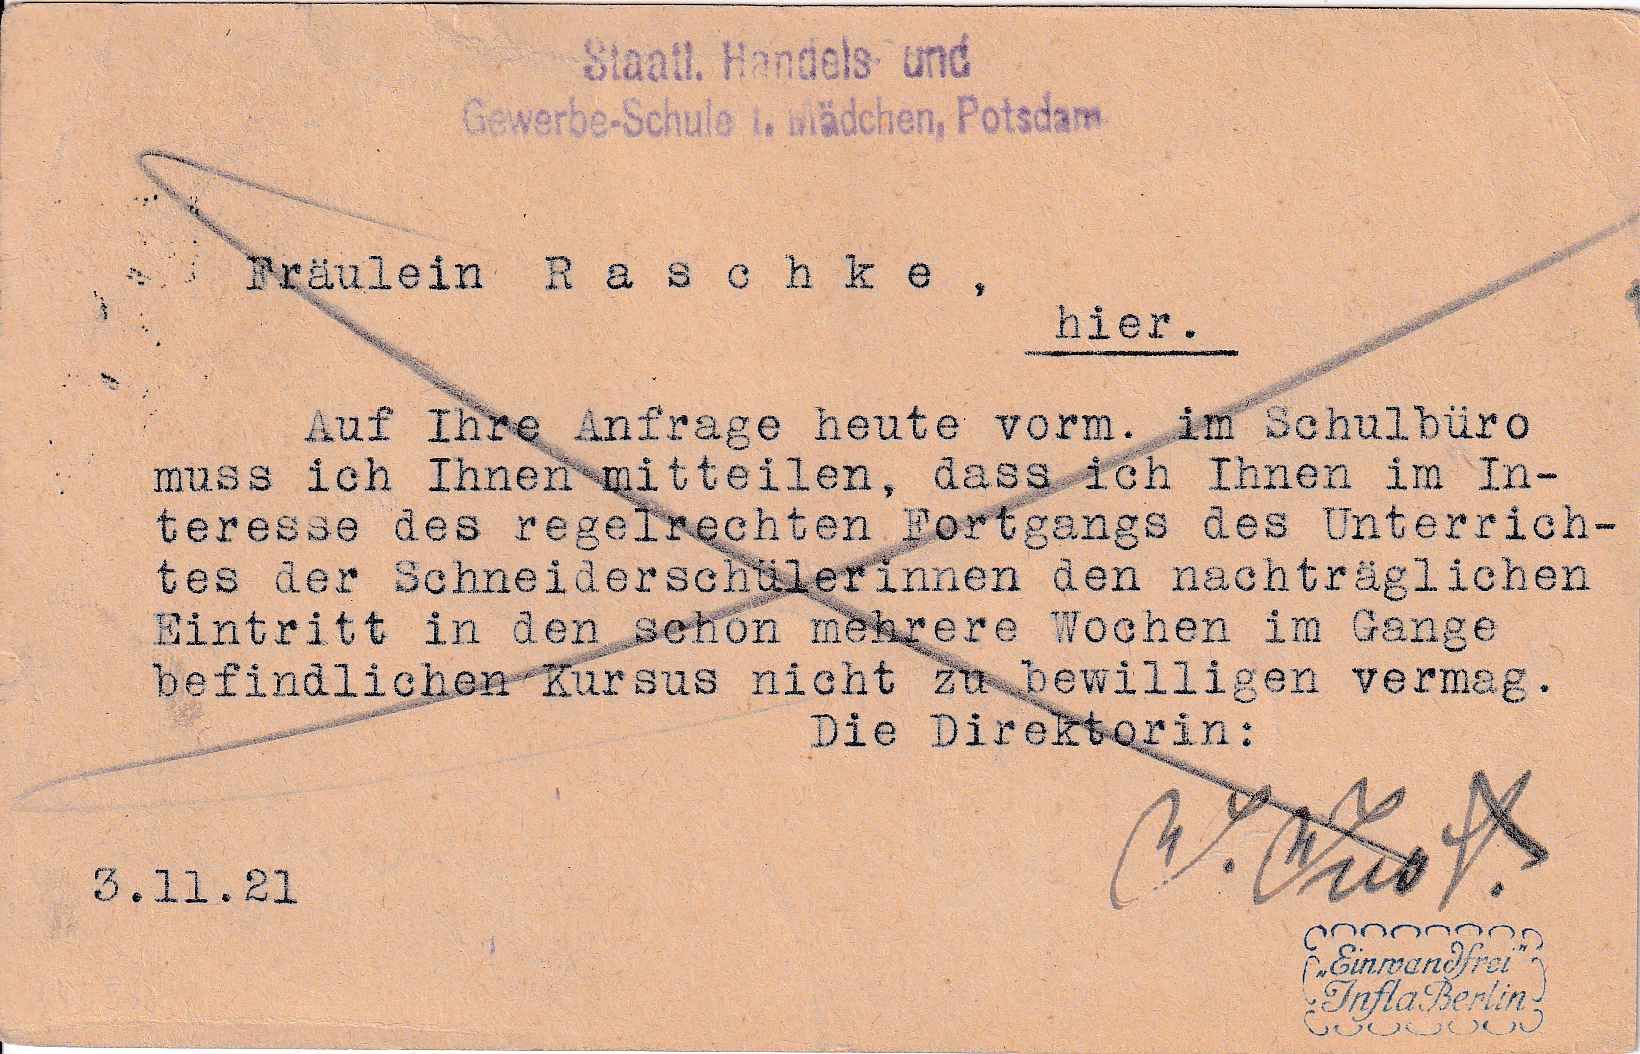 Staatl. Handels- und
Gewerbe-Schule f. Mädchen, Potsdam
Fräulein R a s c h k e ,
hier.
Auf Ihre Anfrage heute vorm. im Schulbüro
muss ich Ihnen mitteilen, dass ich Ihnen im In-
teresse des regelrechten Fortgangs des Unterrich-
tes der Schneiderschülerinnen den nachträglichen
Eintritt in den schon mehrere Wochen im Gange
befindlichen Kursus nicht zu bewilligen vermag.
Die Direktorin:
3.11.21
„Einwandfrei"
Infla Berlin